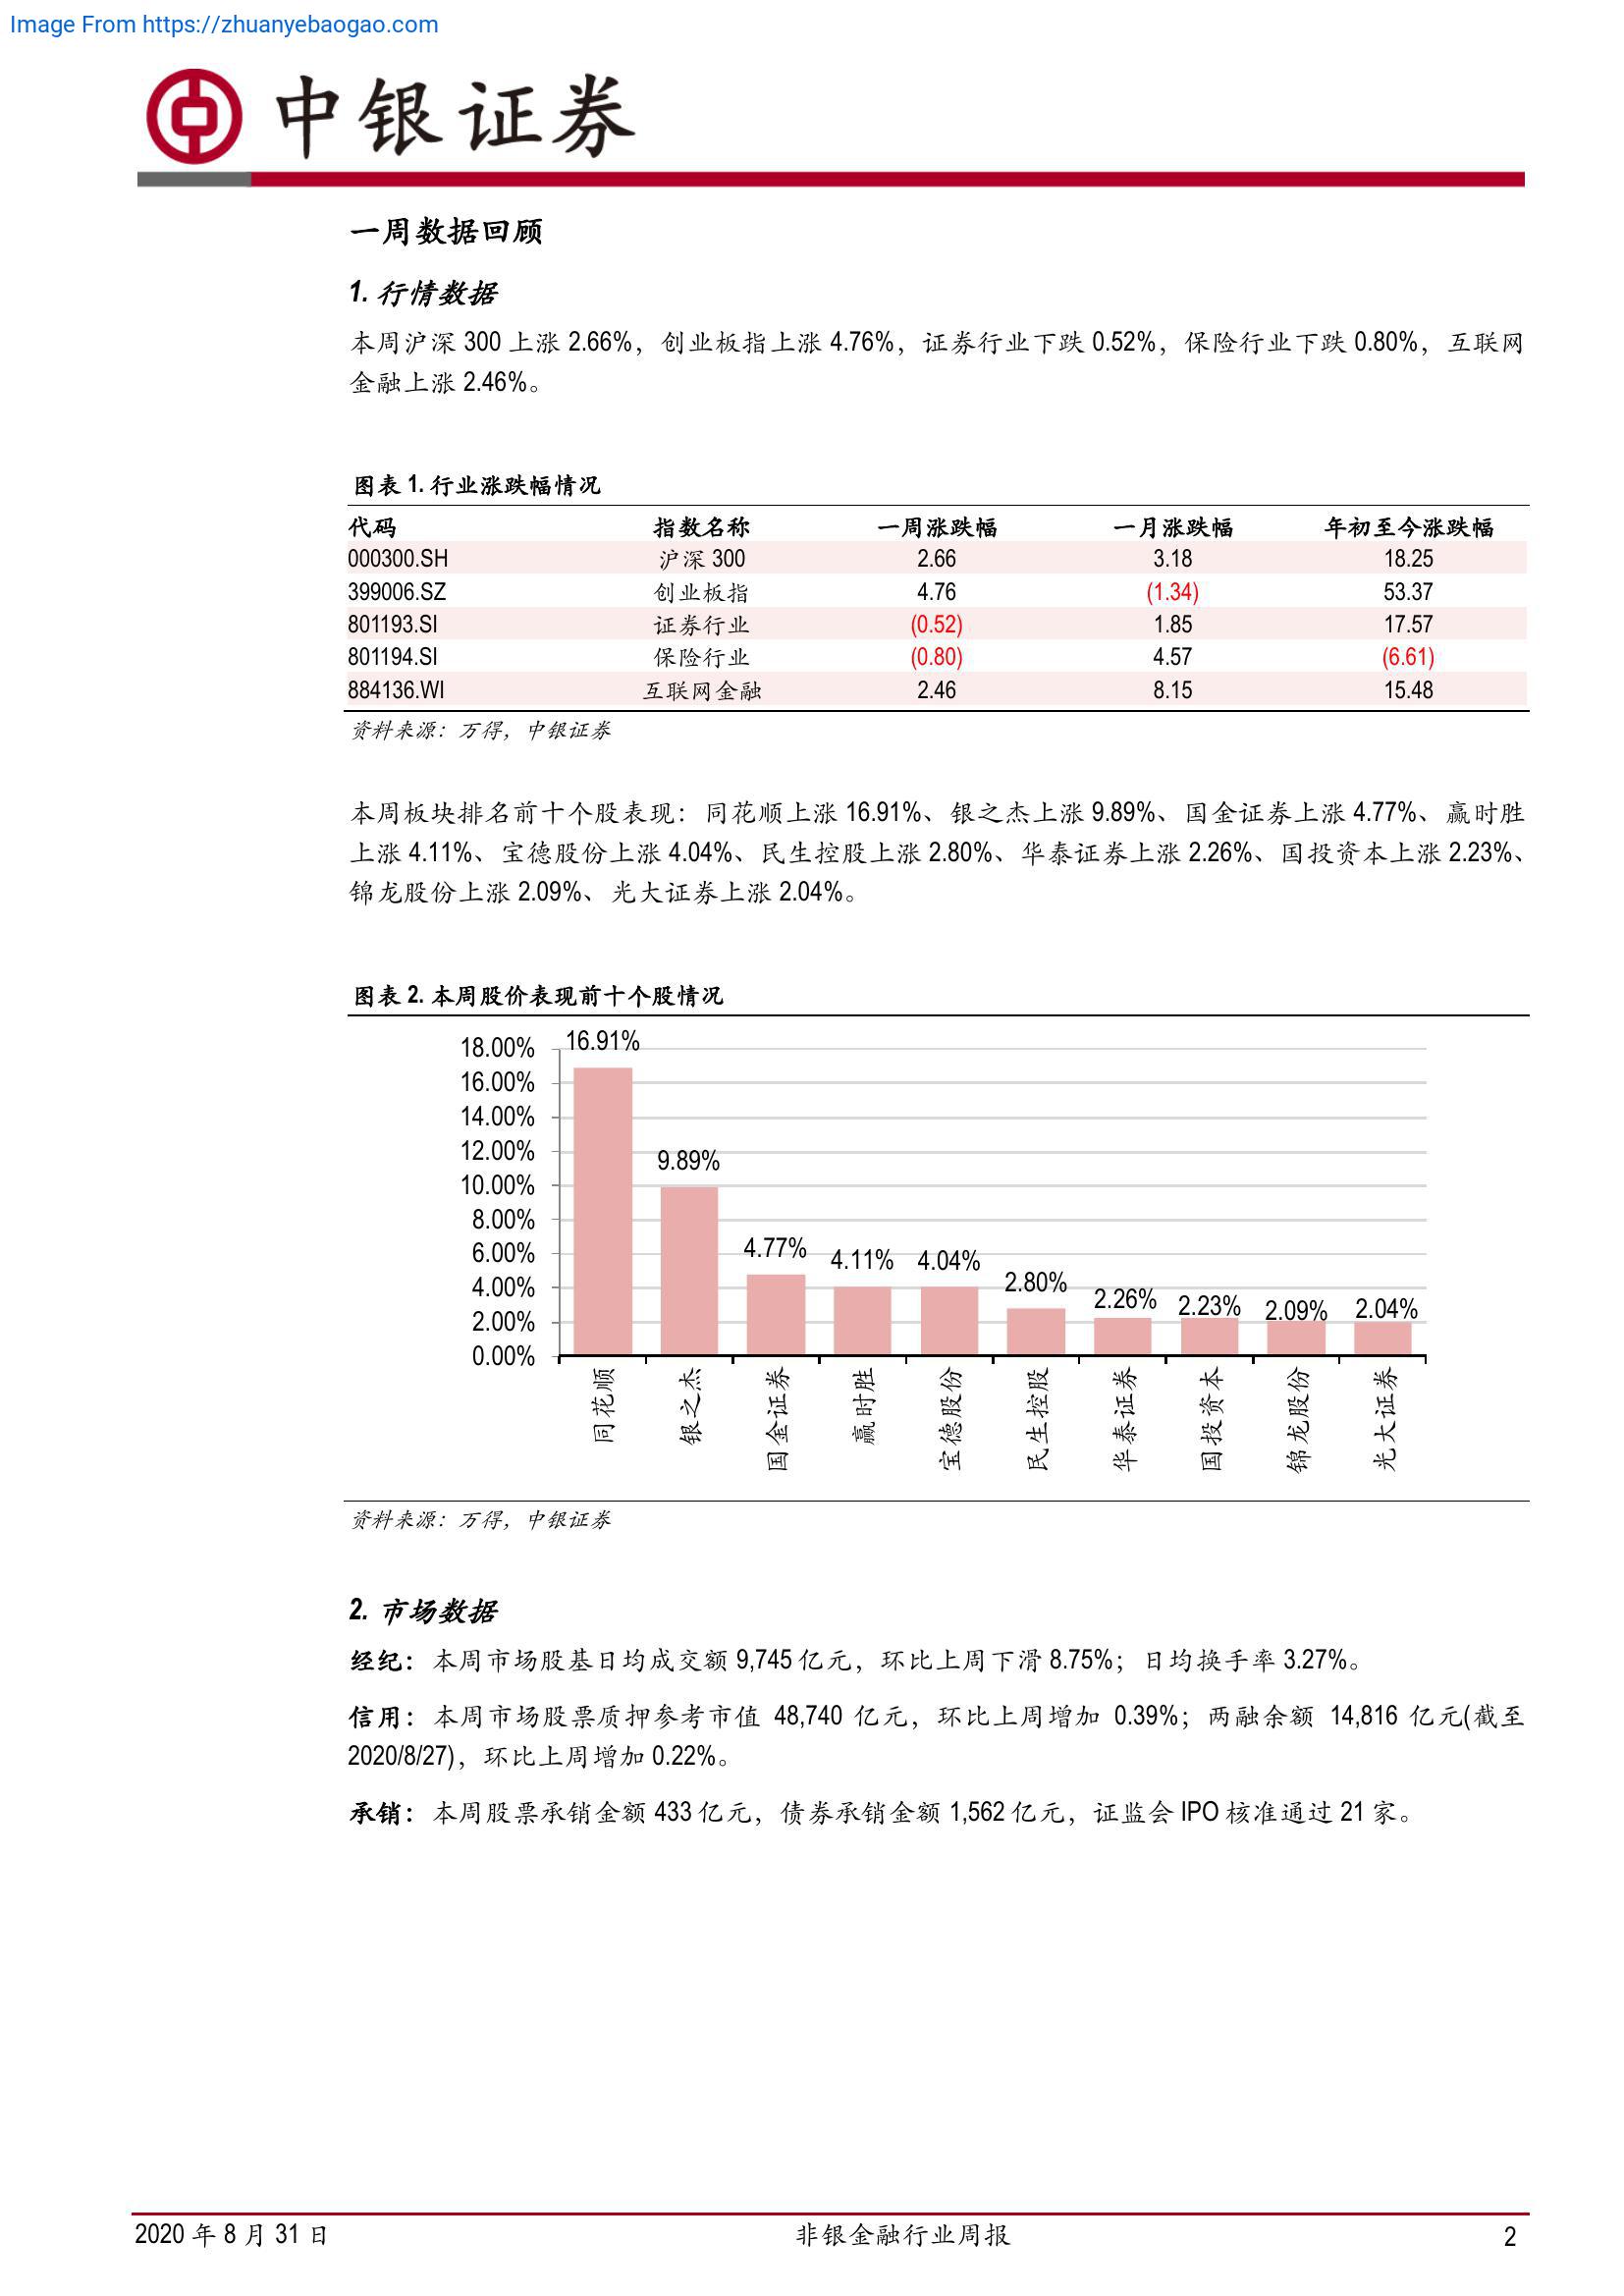 Image From https://zhuanyebaogao.com
中银证券
一周数据回顾
1. 行情数据
本周沪深 300 上涨 2.66%，创业板指上涨 4.76%，证券行业下跌 0.52%，保险行业下跌 0.80%，互联网
金融上涨 2.46%。
图表 1. 行业涨跌幅情况
代码 指数名称 一周涨跌幅 一月涨跌幅 年初至今涨跌幅
000300.SH 沪深 300 2.66 3.18 18.25
399006.SZ 创业板指 4.76 (1.34) 53.37
801193.SI 证券行业 (0.52) 1.85 17.57
801194.SI 保险行业 (0.80) 4.57 (6.61)
884136.WI 互联网金融 2.46 8.15 15.48
资料来源：万得，中银证券
本周板块排名前十个股表现：同花顺上涨 16.91%、银之杰上涨 9.89%、国金证券上涨 4.77%、赢时胜
上涨 4.11%、宝德股份上涨 4.04%、民生控股上涨 2.80%、华泰证券上涨 2.26%、国投资本上涨 2.23%、
锦龙股份上涨 2.09%、光大证券上涨 2.04%。
图表 2. 本周股价表现前十个股情况
18.00%
16.00%
14.00%
12.00%
10.00%
8.00%
6.00%
4.00%
2.00%
0.00%
16.91%
9.89%
4.77%
4.11%
4.04%
2.80%
2.26%
2.23%
2.09%
2.04%
同花顺
银之杰
国金证券
赢时胜
宝德股份
民生控股
华泰证券
国投资本
锦龙股份
光大证券
资料来源：万得，中银证券
2. 市场数据
经纪：本周市场股基日均成交额 9,745 亿元，环比上周下滑 8.75%；日均换手率 3.27%。
信用：本周市场股票质押参考市值 48,740 亿元，环比上周增加 0.39%；两融余额 14,816 亿元(截至
2020/8/27)，环比上周增加 0.22%。
承销：本周股票承销金额 433 亿元，债券承销金额 1,562 亿元，证监会 IPO 核准通过 21 家。
2020 年 8 月 31 日 非银金融行业周报 2